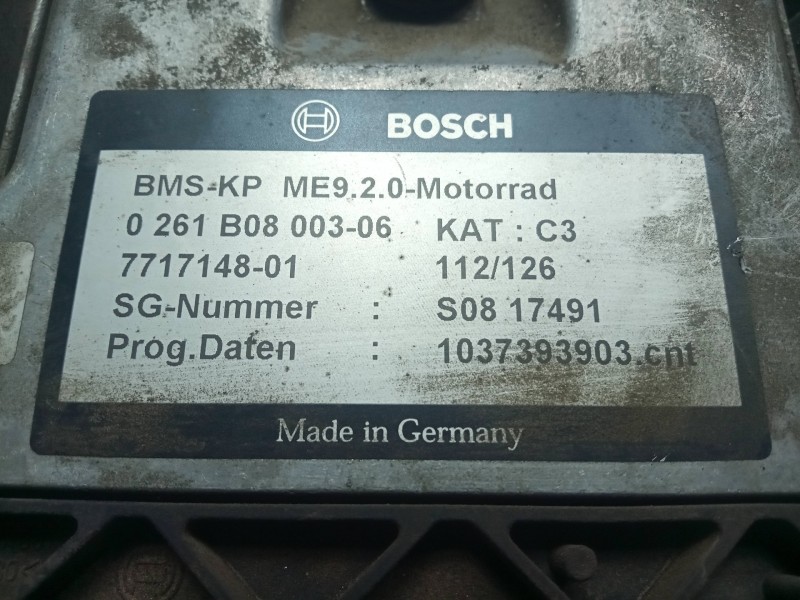 BOSCH
BMS-KP ME9.2.0-Motorrad
0 261 B08 003-06 KAT : C3
7717148-01 112/126
SG-Nummer : S08 17491
Prog.Daten : 1037393903.cnt
Made in Germany